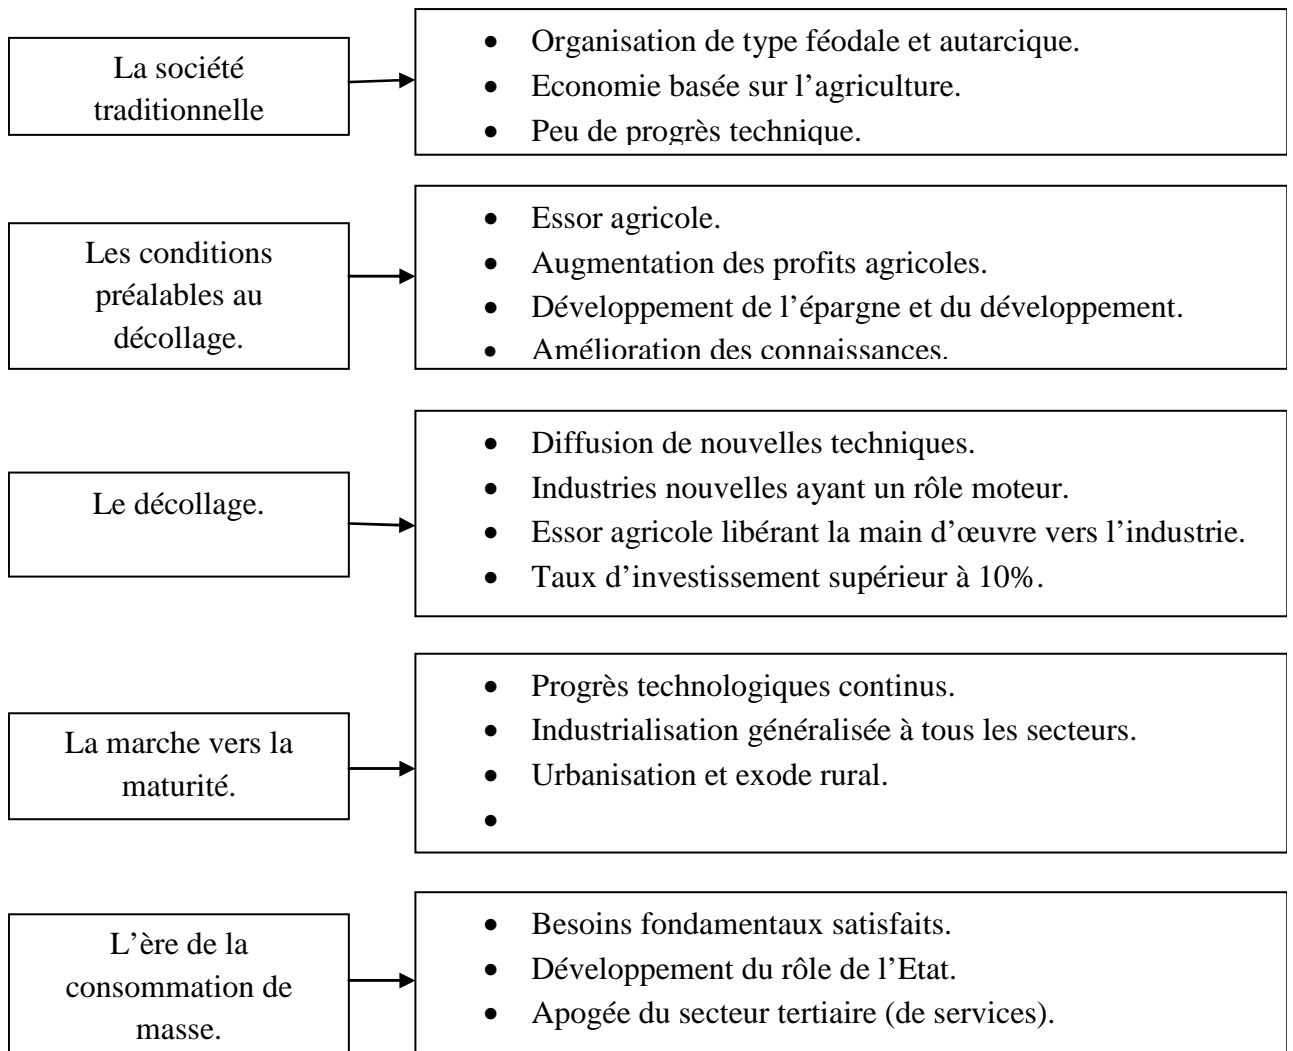 La société
traditionnelle
• Organisation de type féodale et autarcique.
• Economie basée sur l’agriculture.
• Peu de progrès technique.
Les conditions
préalables au
décollage.
• Essor agricole.
• Augmentation des profits agricoles.
• Développement de l’épargne et du développement.
• Amélioration des connaissances.
Le décollage.
• Diffusion de nouvelles techniques.
• Industries nouvelles ayant un rôle moteur.
• Essor agricole libérant la main d’œuvre vers l’industrie.
• Taux d’investissement supérieur à 10%.
La marche vers la
maturité.
• Progrès technologiques continus.
• Industrialisation généralisée à tous les secteurs.
• Urbanisation et exode rural.
•
L’ère de la
consommation de
masse.
• Besoins fondamentaux satisfaits.
• Développement du rôle de l’Etat.
• Apogée du secteur tertiaire (de services).